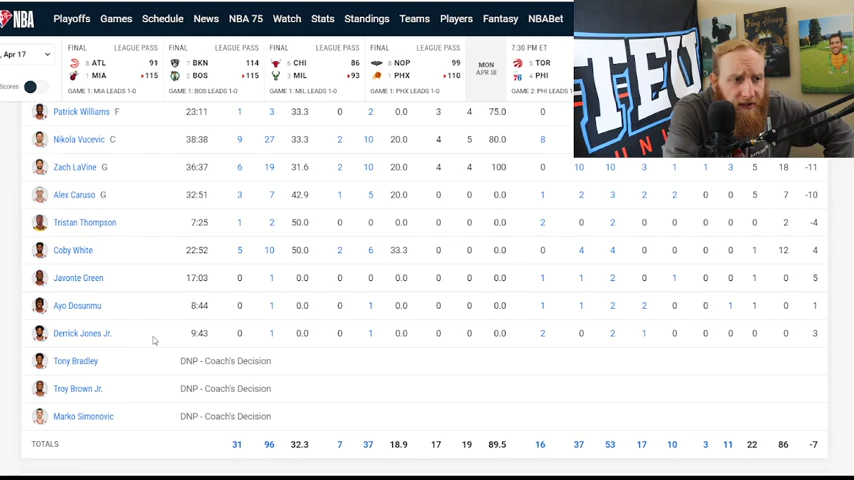 NBA Playoffs Games Schedule News NBA 75 Watch Stats Standings Teams Players Fantasy NBABet
, Apr 17
Scores
FINAL LEAGUE PASS
8 ATL 91
1 MIA 115
GAME 1: MIA LEADS 1-0
FINAL LEAGUE PASS
7 BKN 114
2 BOS 115
GAME 1: BOS LEADS 1-0
FINAL LEAGUE PASS
6 CHI 86
3 MIL 93
GAME 1: MIL LEADS 1-0
FINAL LEAGUE PASS
8 NOP 99
1 PHX 110
GAME 1: PHX LEADS 1-0
MON
APR 18
7:30 PM ET
5 TOR
4 PHI
GAME 2: PHI LEADS
TEU
UNI
Patrick Williams F 23:11 1 3 33.3 0 2 0.0 3 4 75.0 0
Nikola Vucevic C 38:38 9 27 33.3 2 10 20.0 4 5 80.0 8
Zach LaVine G 36:37 6 19 31.6 2 10 20.0 4 4 100 0 10 10 3 1 1 3 5 18 -11
Alex Caruso G 32:51 3 7 42.9 1 5 20.0 0 0 0.0 1 2 3 2 2 0 0 5 7 -10
Tristan Thompson 7:25 1 2 50.0 0 0 0.0 0 0 0.0 2 0 2 0 0 0 0 0 2 -4
Coby White 22:52 5 10 50.0 2 6 33.3 0 0 0.0 0 4 4 0 0 0 0 1 12 4
Javonte Green 17:03 0 1 0.0 0 0 0.0 0 0 0.0 1 1 2 0 1 0 0 1 0 5
Ayo Dosunmu 8:44 0 1 0.0 0 1 0.0 0 0 0.0 1 1 2 2 0 0 1 1 0 1
Derrick Jones Jr. 9:43 0 1 0.0 0 1 0.0 0 0 0.0 2 0 2 1 0 0 0 0 0 3
Tony Bradley DNP - Coach's Decision
Troy Brown Jr. DNP - Coach's Decision
Marko Simonovic DNP - Coach's Decision
TOTALS 31 96 32.3 7 37 18.9 17 19 89.5 16 37 53 17 10 3 11 22 86 -7